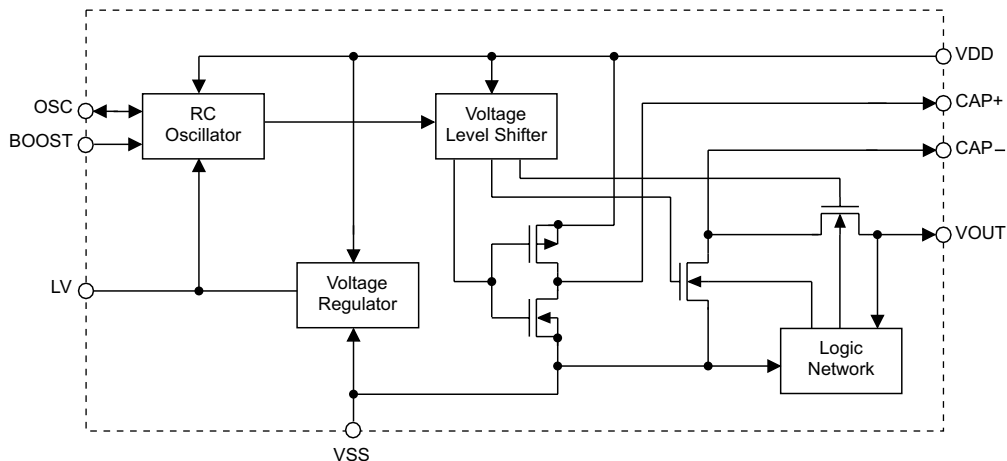 VDD
OSC
RC
Oscillator
Voltage
Level Shifter
CAP+
BOOST
CAP–
VOUT
LV
Voltage
Regulator
Logic
Network
VSS